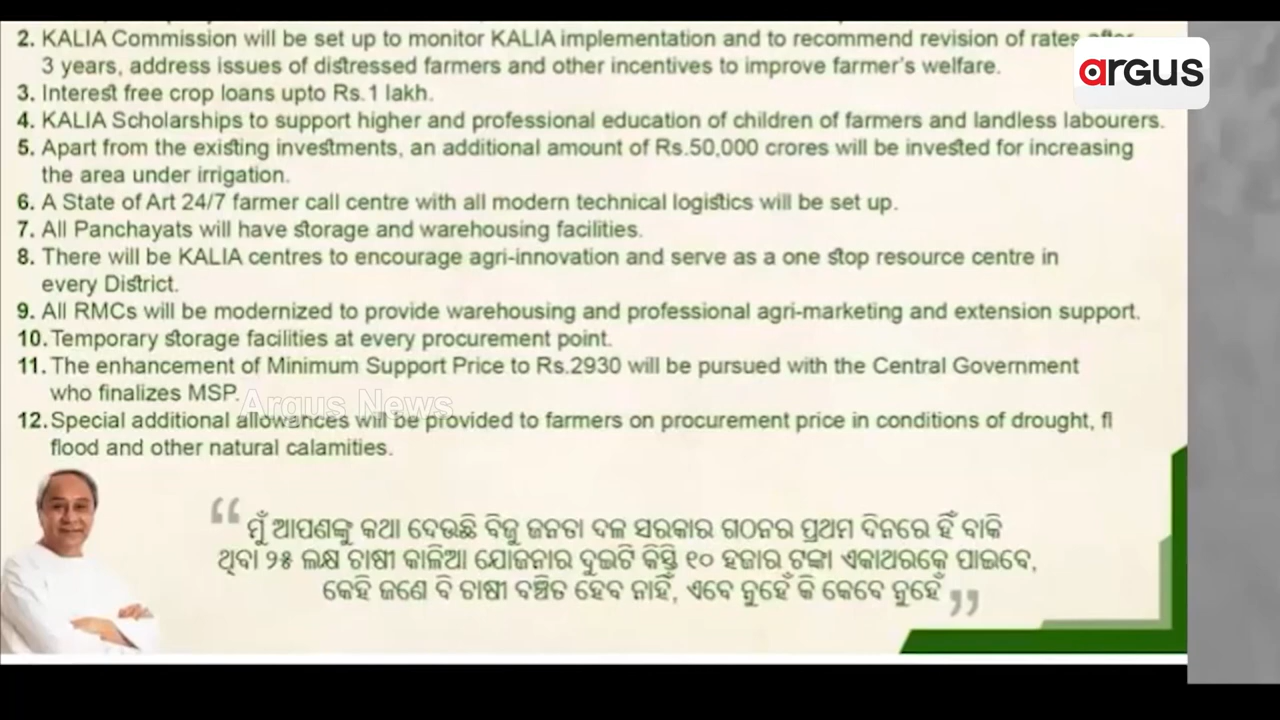 2. KALIA Commission will be set up to monitor KALIA implementation and to recommend revision of rates after
3 years, address issues of distressed farmers and other incentives to improve farmer's welfare.
3. Interest free crop loans upto Rs.1 lakh.
4. KALIA Scholarships to support higher and professional education of children of farmers and landless labourers.
5. Apart from the existing investments, an additional amount of Rs.50,000 crores will be invested for increasing
the area under irrigation.
6. A State of Art 24/7 farmer call centre with all modern technical logistics will be set up.
7. All Panchayats will have storage and warehousing facilities.
8. There will be KALIA centres to encourage agri-innovation and serve as a one stop resource centre in
every District.
9. All RMCs will be modernized to provide warehousing and professional agri-marketing and extension support.
10. Temporary storage facilities at every procurement point.
11. The enhancement of Minimum Support Price to Rs.2930 will be pursued with the Central Government
who finalizes MSP.
12. Special additional allowances will be provided to farmers on procurement price in conditions of drought, fl
flood and other natural calamities.
“ମୁଁ ଆପଣଙ୍କୁ କଥା ଦେଉଛି ବିଜୁ ଜନତା ଦଳ ସରକାର ଗଠନର ପ୍ରଥମ ଦିନରେ ହିଁ ବାକି
ଥିବା ୨୫ ଲକ୍ଷ ଚାଷୀ କାଳିଆ ଯୋଜନାର ଦୁଇଟି କିସ୍ତି ୧୦ ହଜାର ଟଙ୍କା ଏକାଥରକେ ପାଇବେ,
କେହି ଜଣେ ବି ଚାଷୀ ବଞ୍ଚିତ ହେବ ନାହିଁ, ଏବେ ନୁହେଁ କି କେବେ ନୁହେଁ”
argus
Argus News